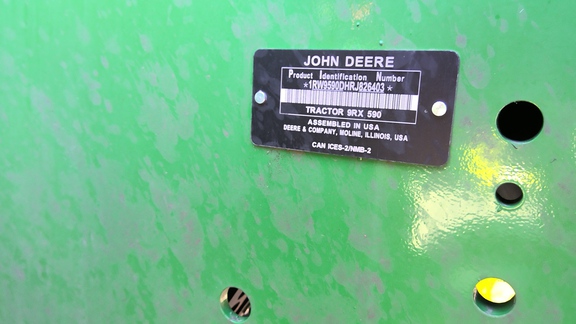 JOHN DEERE
Product Identification Number
*1RW9590DHRJ826403*
TRACTOR 9RX 590
ASSEMBLED IN USA
DEERE & COMPANY, MOLINE, ILLINOIS, USA
CAN ICES-2/NMB-2